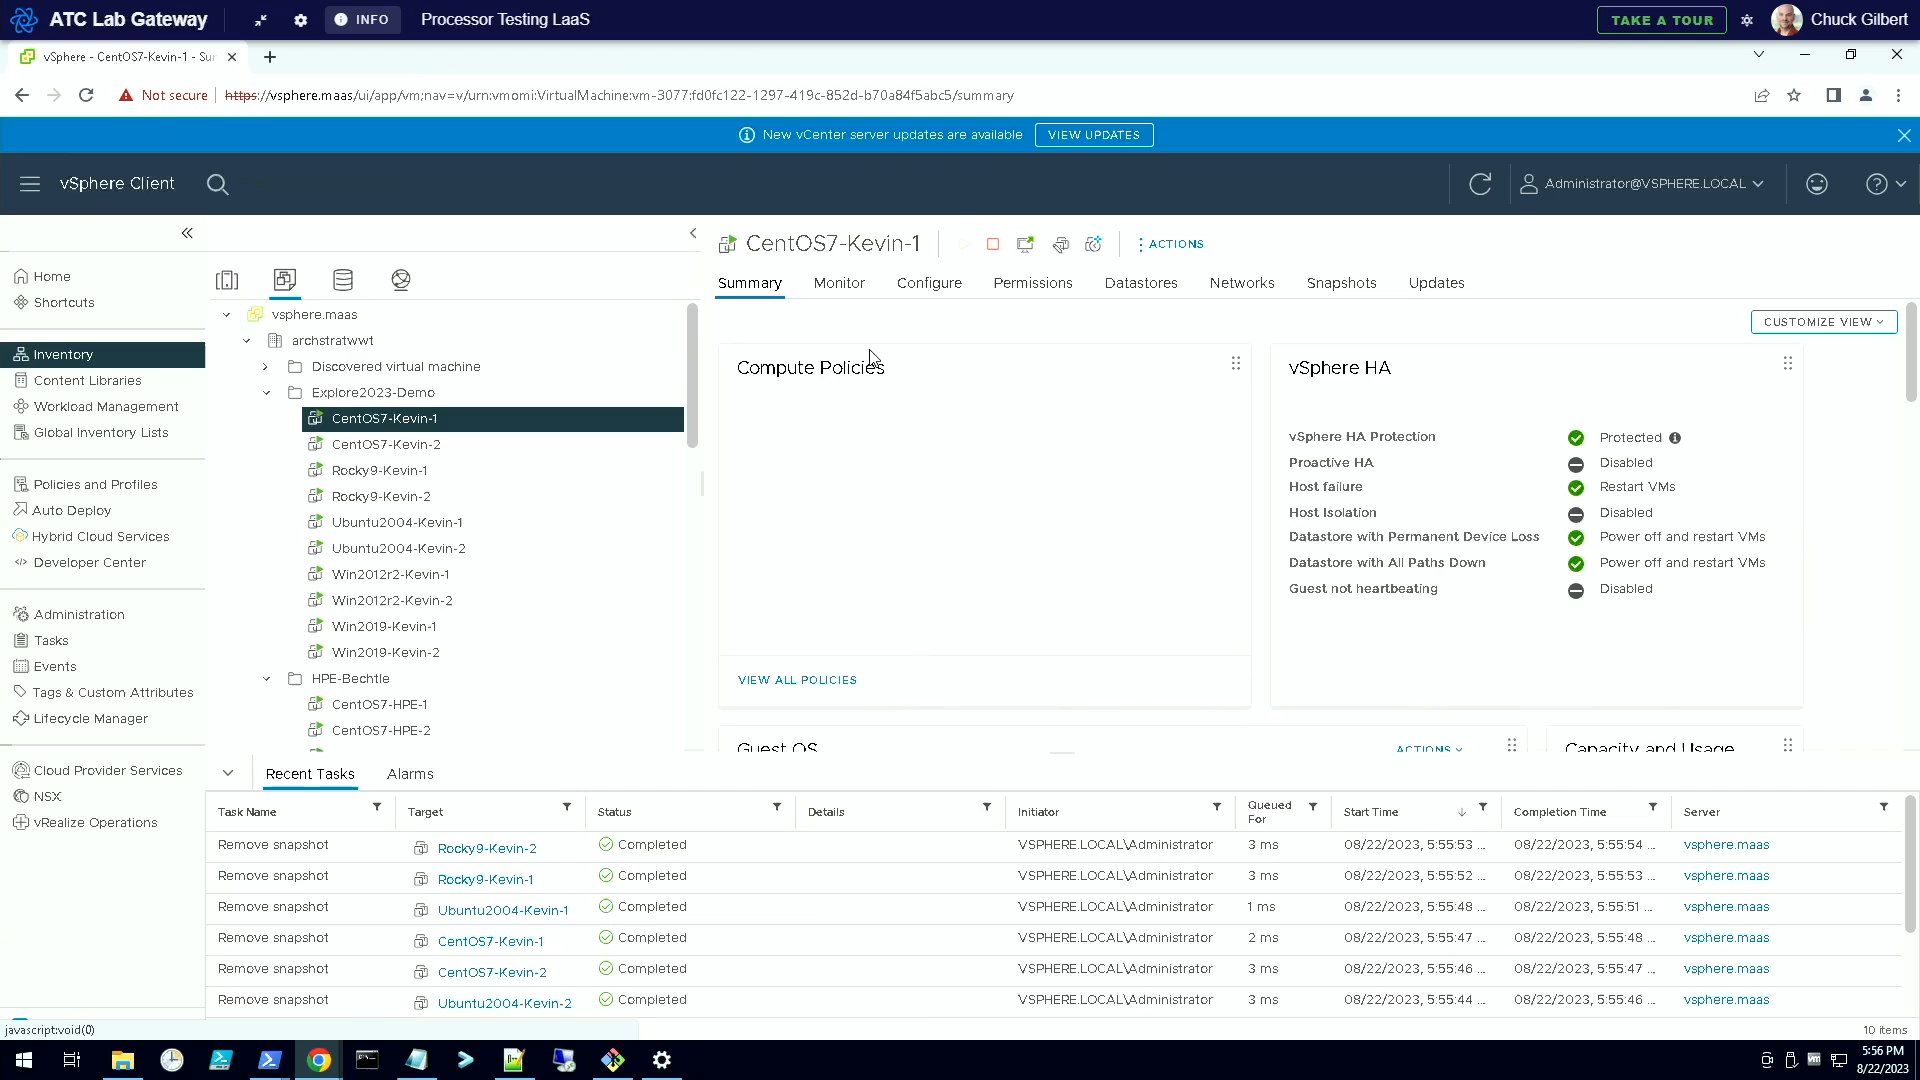 ATC Lab Gateway
INFO
Processor Testing LaaS
TAKE A TOUR
Chuck Gilbert
vSphere - CentOS7-Kevin-1 - Sur
Not secure
https://vsphere.maas/ui/app/vm;nav=v/urn:vmomi:VirtualMachine:vm-3077:fd0fc122-1297-419c-852d-b70a84f5abc5/summary
New vCenter server updates are available
VIEW UPDATES
vSphere Client
Administrator@VSPHERE.LOCAL
Home
Shortcuts
Inventory
Content Libraries
Workload Management
Global Inventory Lists
Policies and Profiles
Auto Deploy
Hybrid Cloud Services
Developer Center
Administration
Tasks
Events
Tags & Custom Attributes
Lifecycle Manager
Cloud Provider Services
NSX
vRealize Operations
vsphere.maas
archstratwwt
Discovered virtual machine
Explore2023-Demo
CentOS7-Kevin-1
CentOS7-Kevin-2
Rocky9-Kevin-1
Rocky9-Kevin-2
Ubuntu2004-Kevin-1
Ubuntu2004-Kevin-2
Win2012r2-Kevin-1
Win2012r2-Kevin-2
Win2019-Kevin-1
Win2019-Kevin-2
HPE-Bechtle
CentOS7-HPE-1
CentOS7-HPE-2
CentOS7-Kevin-1
ACTIONS
Summary Monitor Configure Permissions Datastores Networks Snapshots Updates
CUSTOMIZE VIEW
Compute Policies
VIEW ALL POLICIES
vSphere HA
vSphere HA Protection Protected
Proactive HA Disabled
Host failure Restart VMs
Host Isolation Disabled
Datastore with Permanent Device Loss Power off and restart VMs
Datastore with All Paths Down Power off and restart VMs
Guest not heartbeating Disabled
Guest OS
ACTIONS
Capacity and Usage
Recent Tasks Alarms
Task Name Target Status Details Initiator Queued For Start Time Completion Time Server
Remove snapshot Rocky9-Kevin-2 Completed VSPHERE.LOCAL\Administrator 3 ms 08/22/2023, 5:55:53 ... 08/22/2023, 5:55:54 ... vsphere.maas
Remove snapshot Rocky9-Kevin-1 Completed VSPHERE.LOCAL\Administrator 3 ms 08/22/2023, 5:55:52 ... 08/22/2023, 5:55:53 ... vsphere.maas
Remove snapshot Ubuntu2004-Kevin-1 Completed VSPHERE.LOCAL\Administrator 1 ms 08/22/2023, 5:55:48 ... 08/22/2023, 5:55:51 ... vsphere.maas
Remove snapshot CentOS7-Kevin-1 Completed VSPHERE.LOCAL\Administrator 2 ms 08/22/2023, 5:55:47 ... 08/22/2023, 5:55:48 ... vsphere.maas
Remove snapshot CentOS7-Kevin-2 Completed VSPHERE.LOCAL\Administrator 3 ms 08/22/2023, 5:55:46 ... 08/22/2023, 5:55:47 ... vsphere.maas
Remove snapshot Ubuntu2004-Kevin-2 Completed VSPHERE.LOCAL\Administrator 3 ms 08/22/2023, 5:55:44 ... 08/22/2023, 5:55:46 ... vsphere.maas
javascript:void(0)
10 items
5:56 PM
8/22/2023